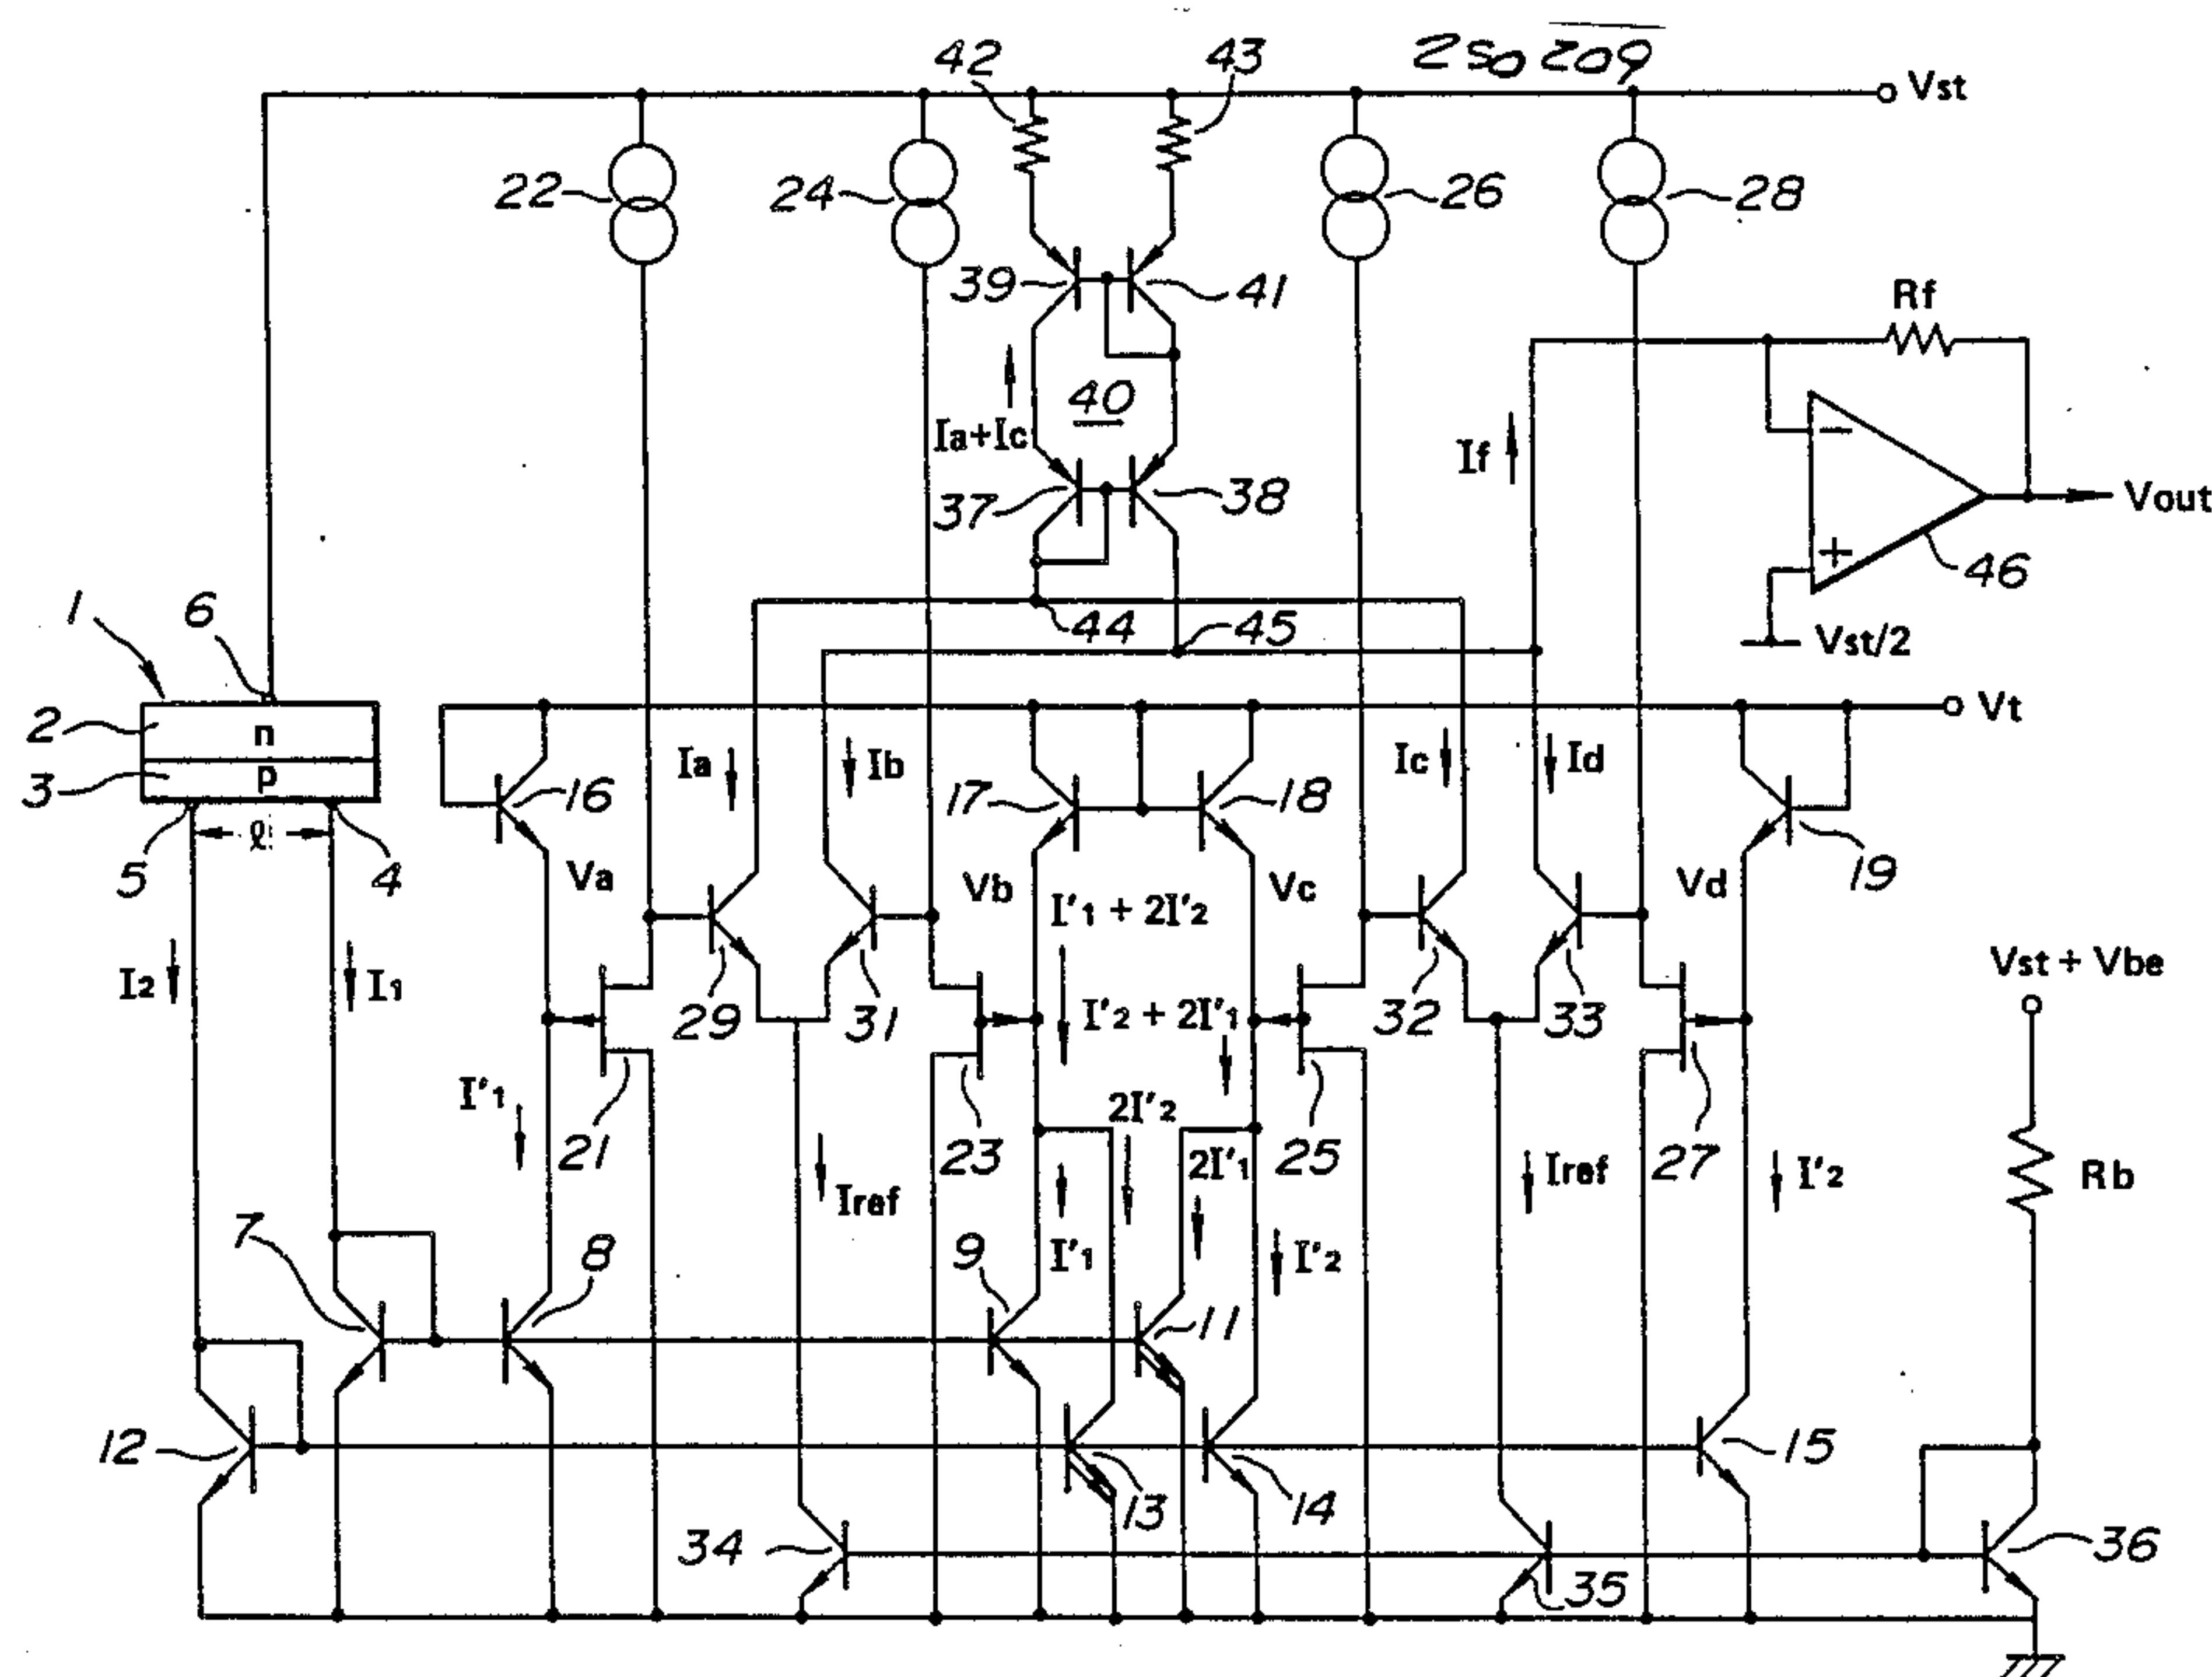 42
43
Vst
22
24
26
28
39
41
Rf
40
Ia+Ic
If
37
38
Vout
46
1
6
44
45
Vst/2
2
n
Vt
3
p
Ia
Ib
Ic
Id
16
17
18
5
ℓ
4
Va
Vb
Vc
Vd
19
I'1 + 2I'2
I2
I1
29
31
I'2 + 2I'1
32
33
Vst + Vbe
I'1
21
23
2I'2
25
27
2I'1
Iref
Iref
I'2
Rb
7
8
9
I'1
I'2
11
12
13
14
15
34
35
36